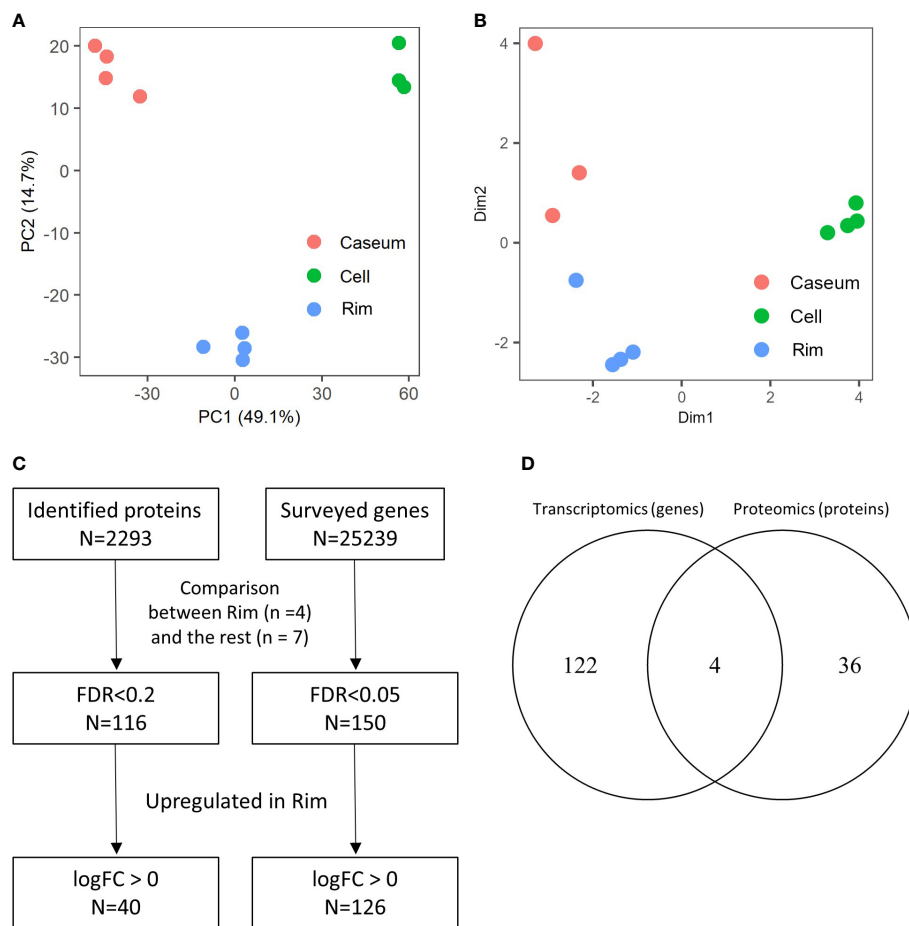 A
20
10
0
-10
-20
-30
PC2 (14.7%)
Caseum
Cell
Rim
-30
0
30
60
PC1 (49.1%)
B
4
2
0
-2
Dim2
Caseum
Cell
Rim
-2
0
2
4
Dim1
C
Identified proteins
N=2293
Surveyed genes
N=25239
Comparison
between Rim (n =4)
and the rest (n = 7)
FDR<0.2
N=116
FDR<0.05
N=150
Upregulated in Rim
logFC > 0
N=40
logFC > 0
N=126
D
Transcriptomics (genes)
Proteomics (proteins)
122
4
36